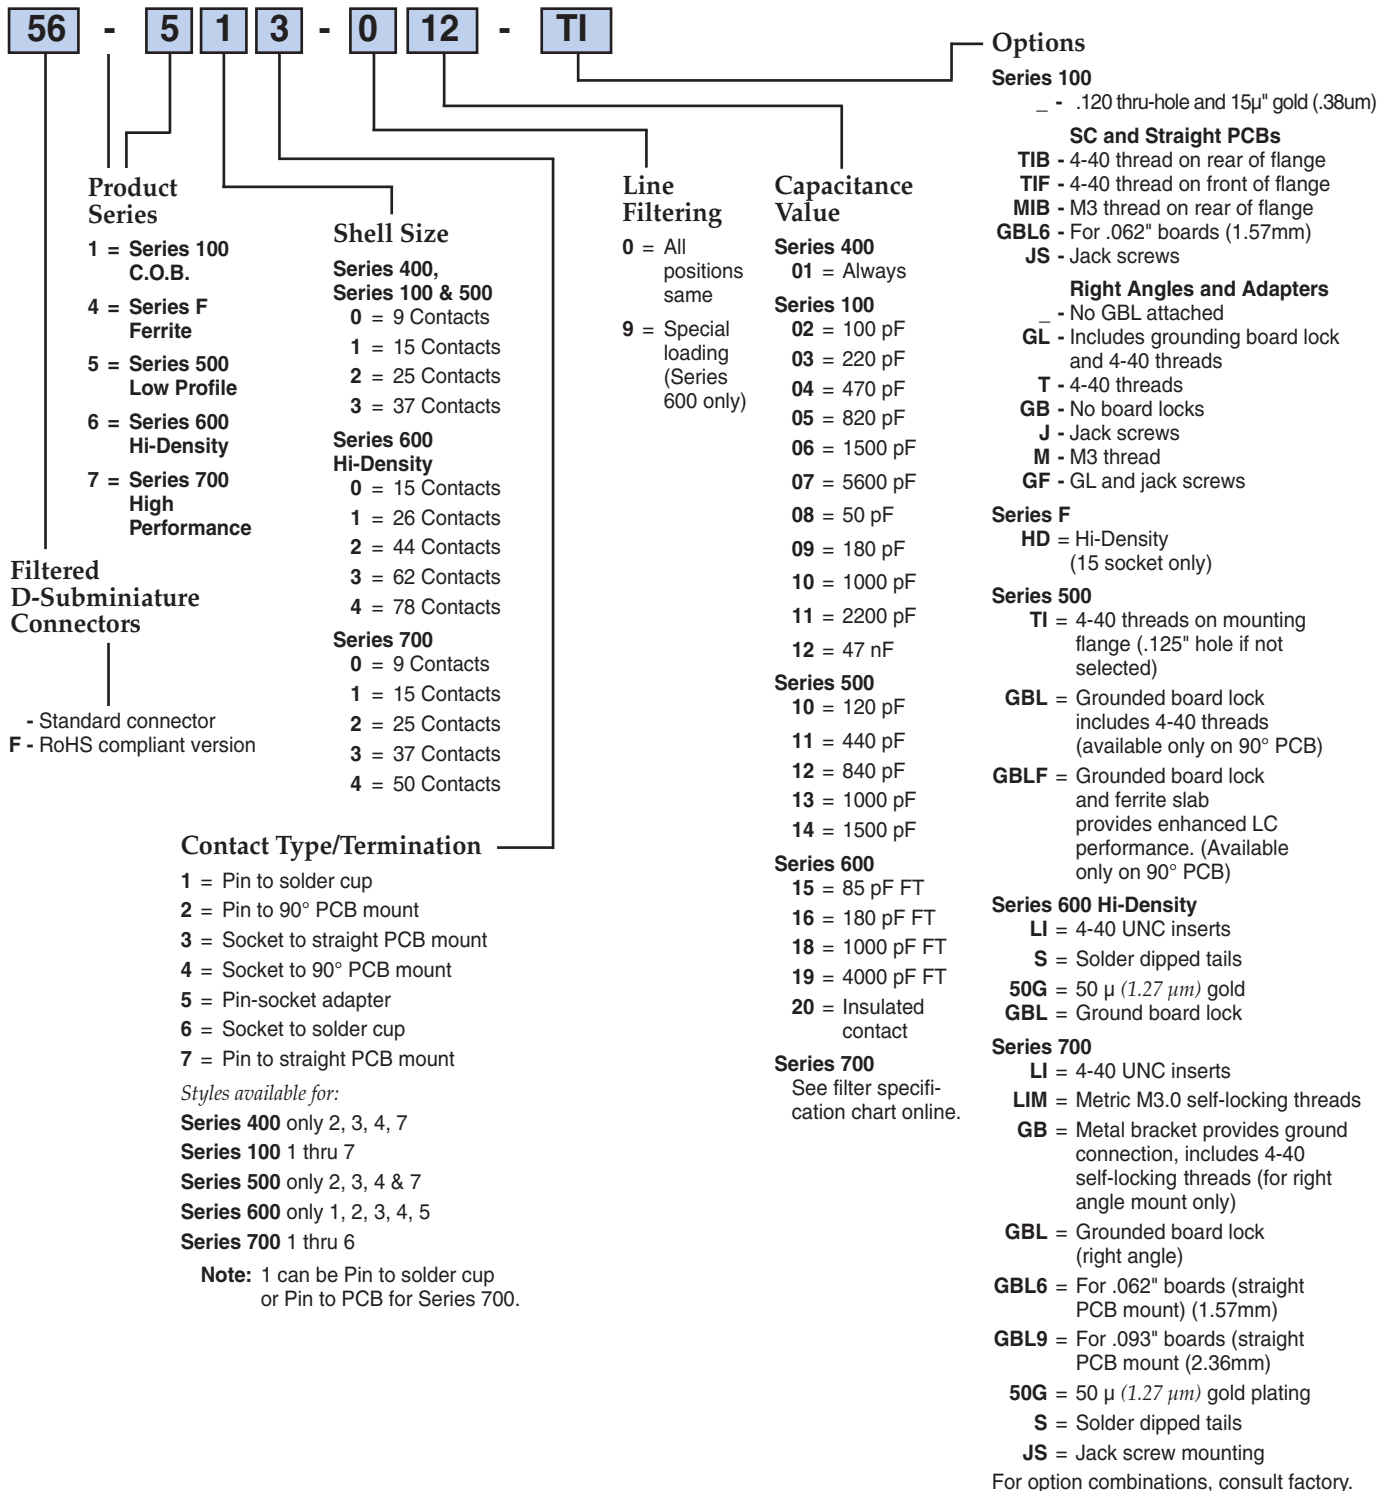 56 - 5 1 3 - 0 12 - TI
Product
Series
1 = Series 100
C.O.B.
4 = Series F
Ferrite
5 = Series 500
Low Profile
6 = Series 600
Hi-Density
7 = Series 700
High
Performance
Filtered
D-Subminiature
Connectors
- Standard connector
F - RoHS compliant version
Shell Size
Series 400,
Series 100 & 500
0 = 9 Contacts
1 = 15 Contacts
2 = 25 Contacts
3 = 37 Contacts
Series 600
Hi-Density
0 = 15 Contacts
1 = 26 Contacts
2 = 44 Contacts
3 = 62 Contacts
4 = 78 Contacts
Series 700
0 = 9 Contacts
1 = 15 Contacts
2 = 25 Contacts
3 = 37 Contacts
4 = 50 Contacts
Contact Type/Termination
1 = Pin to solder cup
2 = Pin to 90° PCB mount
3 = Socket to straight PCB mount
4 = Socket to 90° PCB mount
5 = Pin-socket adapter
6 = Socket to solder cup
7 = Pin to straight PCB mount
Styles available for:
Series 400 only 2, 3, 4, 7
Series 100 1 thru 7
Series 500 only 2, 3, 4 & 7
Series 600 only 1, 2, 3, 4, 5
Series 700 1 thru 6
Note: 1 can be Pin to solder cup
or Pin to PCB for Series 700.
Line
Filtering
0 = All
positions
same
9 = Special
loading
(Series
600 only)
Capacitance
Value
Series 400
01 = Always
Series 100
02 = 100 pF
03 = 220 pF
04 = 470 pF
05 = 820 pF
06 = 1500 pF
07 = 5600 pF
08 = 50 pF
09 = 180 pF
10 = 1000 pF
11 = 2200 pF
12 = 47 nF
Series 500
10 = 120 pF
11 = 440 pF
12 = 840 pF
13 = 1000 pF
14 = 1500 pF
Series 600
15 = 85 pF FT
16 = 180 pF FT
18 = 1000 pF FT
19 = 4000 pF FT
20 = Insulated
contact
Series 700
See filter specifi-
cation chart online.
Options
Series 100
_ - .120 thru-hole and 15µ" gold (.38um)
SC and Straight PCBs
TIB - 4-40 thread on rear of flange
TIF - 4-40 thread on front of flange
MIB - M3 thread on rear of flange
GBL6 - For .062" boards (1.57mm)
JS - Jack screws
Right Angles and Adapters
_ - No GBL attached
GL - Includes grounding board lock
and 4-40 threads
T - 4-40 threads
GB - No board locks
J - Jack screws
M - M3 thread
GF - GL and jack screws
Series F
HD = Hi-Density
(15 socket only)
Series 500
TI = 4-40 threads on mounting
flange (.125" hole if not
selected)
GBL = Grounded board lock
includes 4-40 threads
(available only on 90° PCB)
GBLF = Grounded board lock
and ferrite slab
provides enhanced LC
performance. (Available
only on 90° PCB)
Series 600 Hi-Density
LI = 4-40 UNC inserts
S = Solder dipped tails
50G = 50 µ (1.27 µm) gold
GBL = Ground board lock
Series 700
LI = 4-40 UNC inserts
LIM = Metric M3.0 self-locking threads
GB = Metal bracket provides ground
connection, includes 4-40
self-locking threads (for right
angle mount only)
GBL = Grounded board lock
(right angle)
GBL6 = For .062" boards (straight
PCB mount) (1.57mm)
GBL9 = For .093" boards (straight
PCB mount (2.36mm)
50G = 50 µ (1.27 µm) gold plating
S = Solder dipped tails
JS = Jack screw mounting
For option combinations, consult factory.